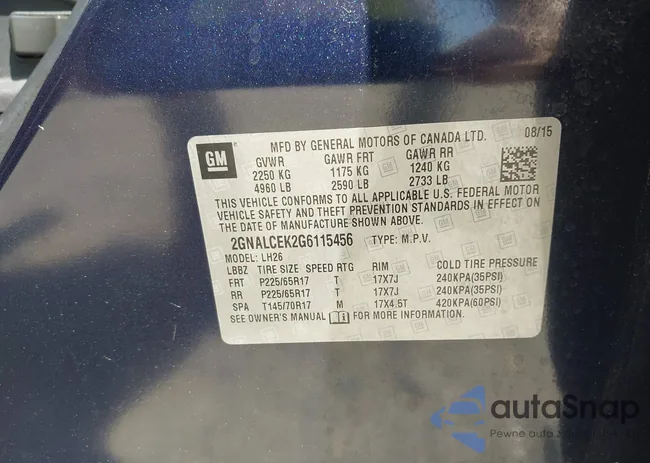 GM
MFD BY GENERAL MOTORS OF CANADA LTD. 08/15
GVWR GAWR FRT GAWR RR
2250 KG 1175 KG 1240 KG
4960 LB 2590 LB 2733 LB
THIS VEHICLE CONFORMS TO ALL APPLICABLE U.S. FEDERAL MOTOR
VEHICLE SAFETY AND THEFT PREVENTION STANDARDS IN EFFECT ON
THE DATE OF MANUFACTURE SHOWN ABOVE.
2GNALCEK2G6115456 TYPE: M.P.V.
MODEL: LH26
LBBZ TIRE SIZE SPEED RTG RIM COLD TIRE PRESSURE
FRT P225/65R17 T 17X7J 240KPA(35PSI)
RR P225/65R17 T 17X7J 240KPA(35PSI)
SPA T145/70R17 M 17X4.5T 420KPA(60PSI)
SEE OWNER'S MANUAL FOR MORE INFORMATION.
autoSnap
Pewne auto z